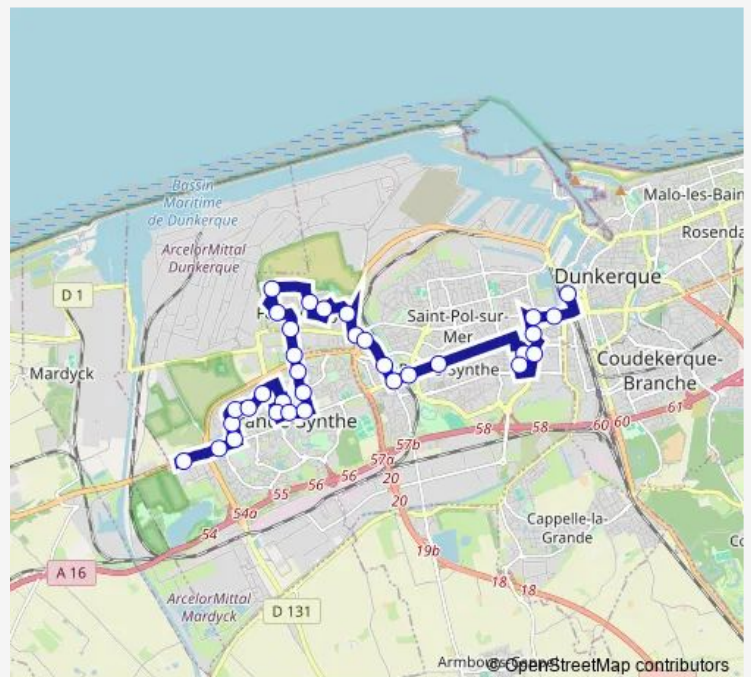 Bassin
Maritime
de Dunkerque
ArcelorMittal
Dunkerque
D 1
Mardyck
Malo-les-Bain
Rosenda
Dunkerque
Saint-Pol-sur-
Mer
Synthe
Coudekerque-
Branche
61
60 60
58 58
57b
57a
56
56
55
54a
54
20
20
19b
18 18
Cappelle-la-
Grande
A 16
ArcelorMittal
Mardyck
D 131
© OpenStreetMap contributors